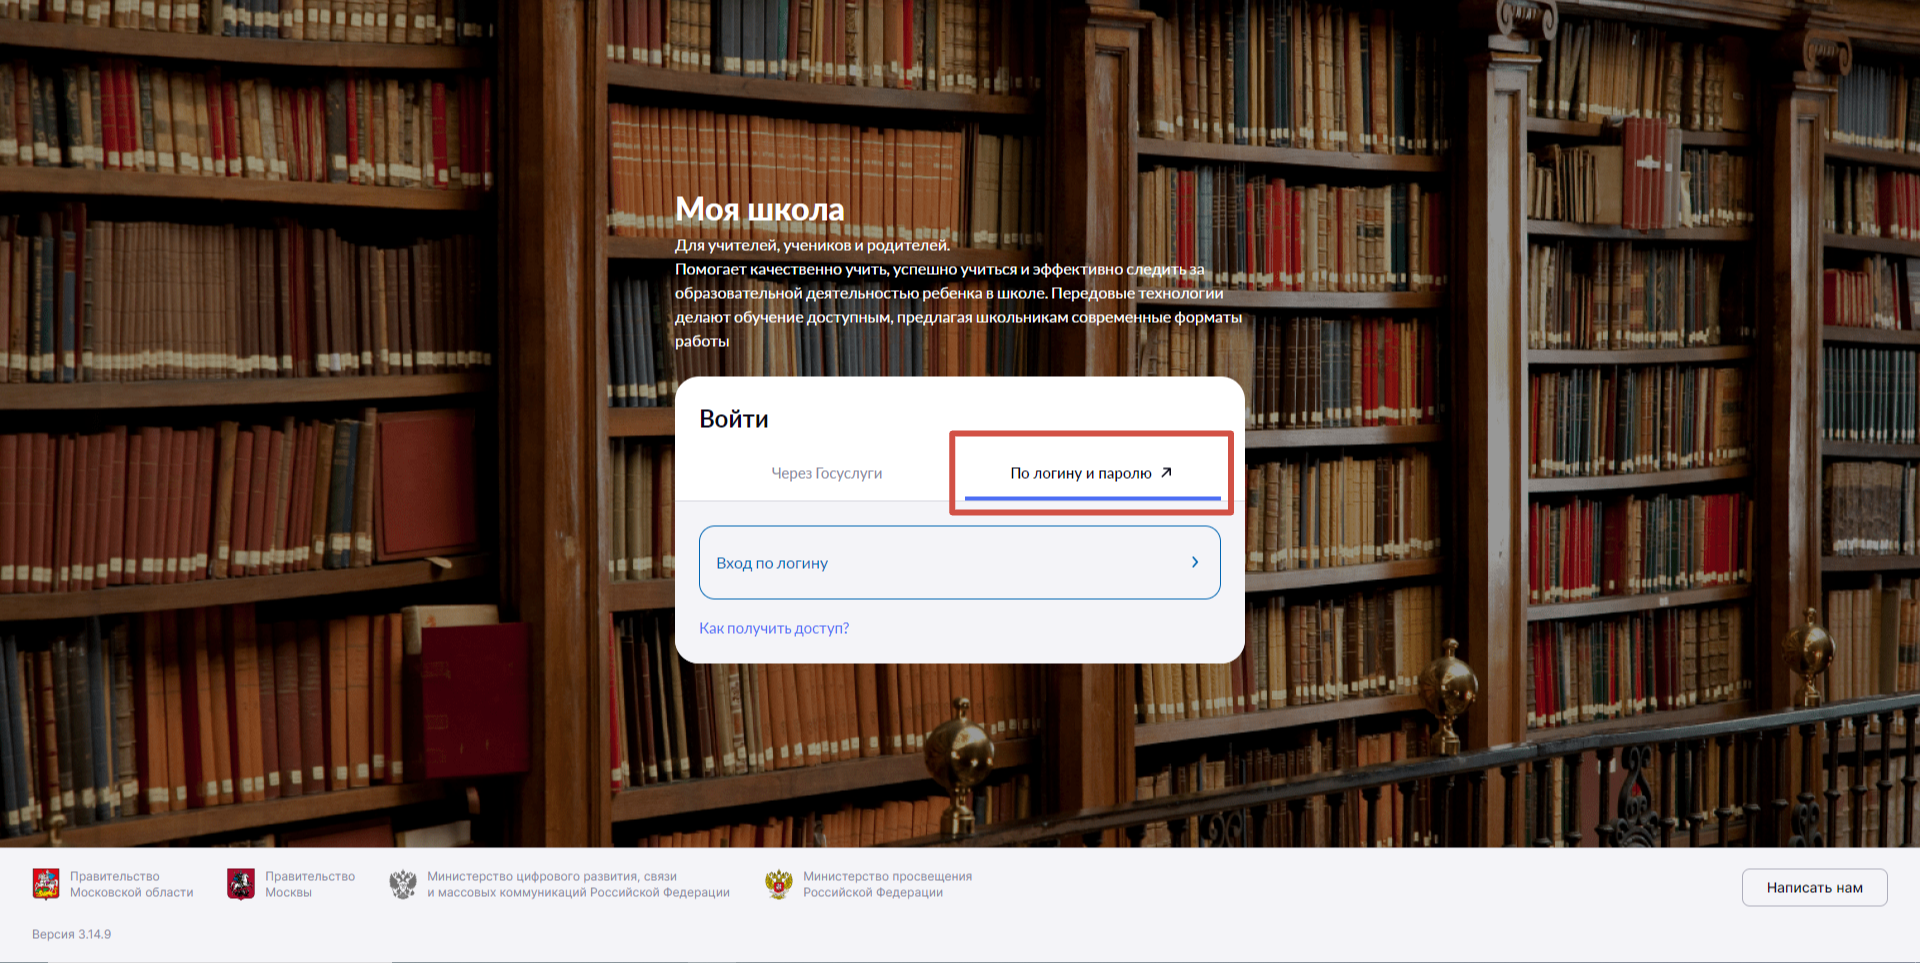 Моя школа
Для учителей, учеников и родителей.
Помогает качественно учить, успешно учиться и эффективно следить за
образовательной деятельностью ребенка в школе. Передовые технологии
делают обучение доступным, предлагая школьникам современные форматы
работы
Войти
Через Госуслуги
По логину и паролю
Вход по логину
Как получить доступ?
Правительство
Московской области
Правительство
Москвы
Министерство цифрового развития, связи
и массовых коммуникаций Российской Федерации
Министерство просвещения
Российской Федерации
Написать нам
Версия 3.14.9